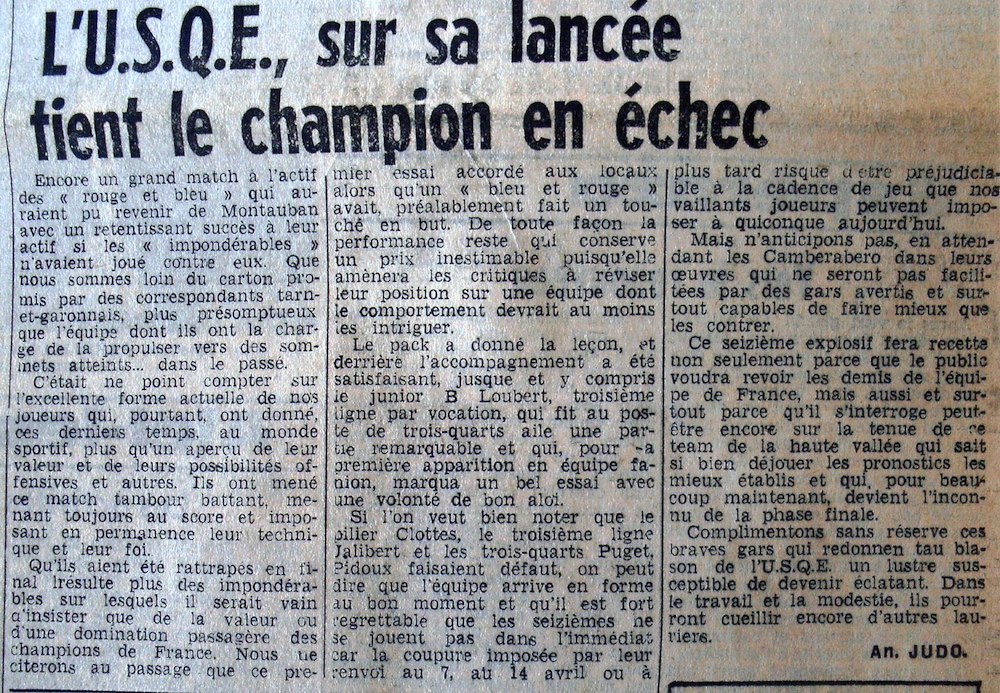 L'U.S.Q.E., sur sa lancée
tient le champion en échec
Encore un grand match à l'actif
des « rouge et bleu » qui au-
raient pu revenir de Montauban
avec un retentissant succès à leur
actif si les « impondérables »
n'avaient joué contre eux. Que
nous sommes loin du carton pro-
mis par des correspondants tarn-
et-garonnais, plus présomptueux
que l'équipe dont ils ont la char-
ge de la propulser vers des som-
mets atteints... dans le passé.
C'était ne point compter sur
l'excellente forme actuelle de nos
joueurs qui, pourtant, ont donné,
ces derniers temps, au monde
sportif, plus qu'un aperçu de leur
valeur et de leurs possibilités of-
fensives et autres. Ils ont mené
ce match tambour battant, me-
nant toujours au score et impo-
sant en permanence leur techni-
que et leur foi.
Qu'ils aient été rattrapes en fi-
nal lrésulte plus des impondéra-
bles sur lesquels il serait vain
d'insister que de la valeur ou
d'une domination passagère des
champions de France. Nous ne
citerons au passage que ce pre-
mier essai accordé aux locaux
alors qu'un « bleu et rouge »
avait, préalablement fait un tou-
ché en but. De toute façon la
performance reste qui conserve
un prix inestimable puisqu'elle
amènera les critiques à réviser
leur position sur une équipe dont
le comportement devrait au moins
les intriguer.
Le pack a donné la leçon, et
derrière l'accompagnement a été
satisfaisant, jusque et y compris
le junior B Loubert, troisième
ligne par vocation, qui fit au pos-
te de trois-quarts aile une par-
tie remarquable et qui, pour sa
première apparition en équipe fa-
nion, marqua un bel essai avec
une volonté de bon aloi.
Si l'on veut bien noter que le
pilier Clottes, le troisième ligne
Jalibert et les trois-quarts Puget,
Pidoux faisaient défaut, on peut
dire que l'équipe arrive en forme
au bon moment et qu'il est fort
regrettable que les seizièmes ne
se jouent pas dans l'immédiat
car la coupure imposée par leur
renvoi au 7, au 14 avril ou à
plus tard risque d'être préjudicia-
ble à la cadence de jeu que nos
vaillants joueurs peuvent impo-
ser à quiconque aujourd'hui.
Mais n'anticipons pas, en atten-
dant les Camberabero dans leurs
œuvres qui ne seront pas facili-
tées par des gars avertis et sur-
tout capables de faire mieux que
les contrer.
Ce seizième explosif fera recette
non seulement parce que le public
voudra revoir les demis de l'équi-
pe de France, mais aussi et sur-
tout parce qu'il s'interroge peut-
être encore sur la tenue de ce
team de la haute vallée qui sait
si bien déjouer les pronostics les
mieux établis et qui, pour beau-
coup maintenant, devient l'incon-
nu de la phase finale.
Complimentons sans réserve ces
braves gars qui redonnen tau bla-
son de l'U.S.Q.E. un lustre sus-
ceptible de devenir éclatant. Dans
le travail et la modestie, ils pour-
ront cueillir encore d'autres lau-
riers.
An. JUDO.